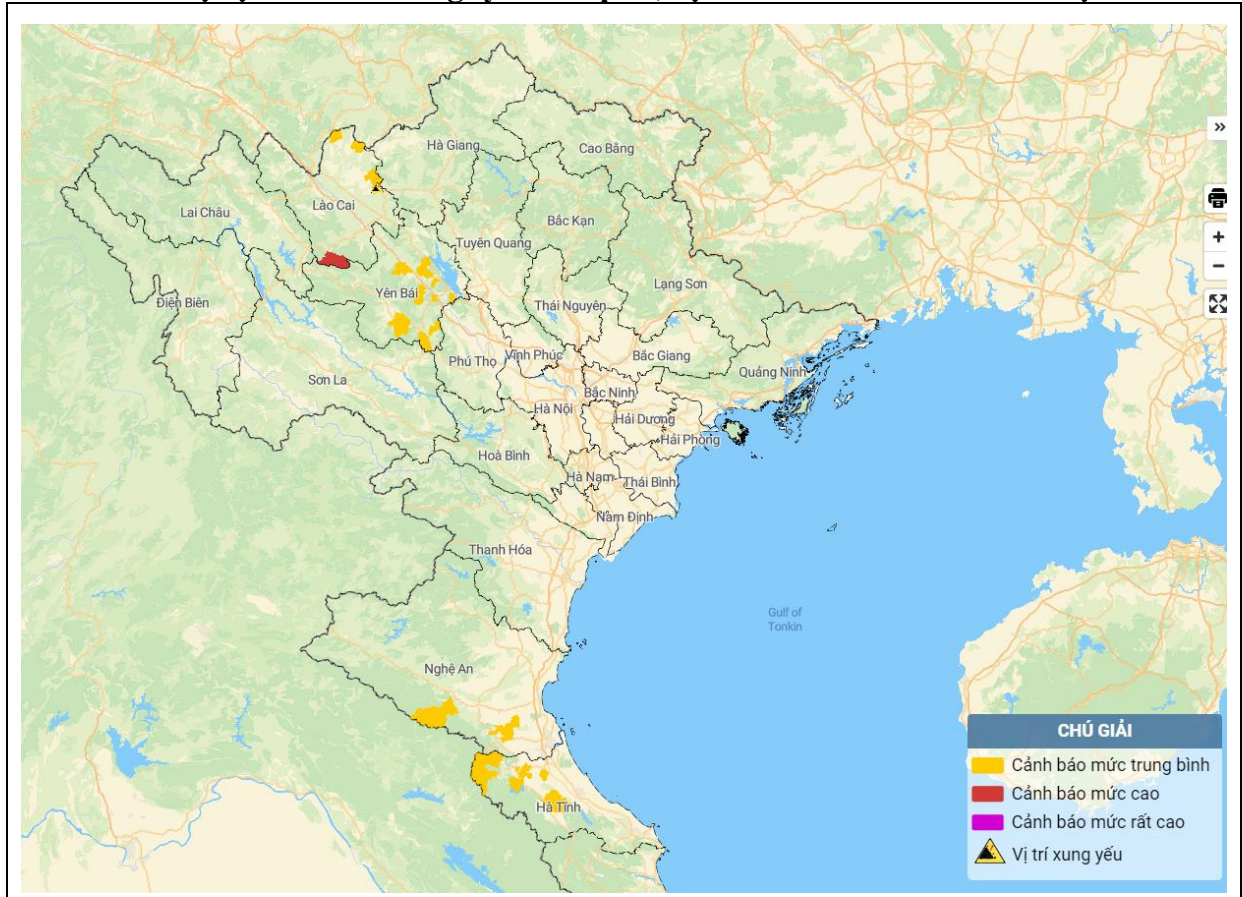 »
Hà Giang
Cao Bằng
Lai Châu
Lào Cai
Bắc Kạn
Tuyên Quang
Lạng Sơn
Yên Bái
Điện Biên
Thái Nguyên
Phú Thọ
Vĩnh Phúc
Bắc Giang
Quảng Ninh
Sơn La
Bắc Ninh
Hà Nội
Hải Dương
Hải Phòng
Hoà Bình
Hà Nam
Thái Bình
Nam Định
Thanh Hóa
Gulf of
Tonkin
Nghệ An
Hà Tĩnh
+
−
CHÚ GIẢI
Cảnh báo mức trung bình
Cảnh báo mức cao
Cảnh báo mức rất cao
Vị trí xung yếu